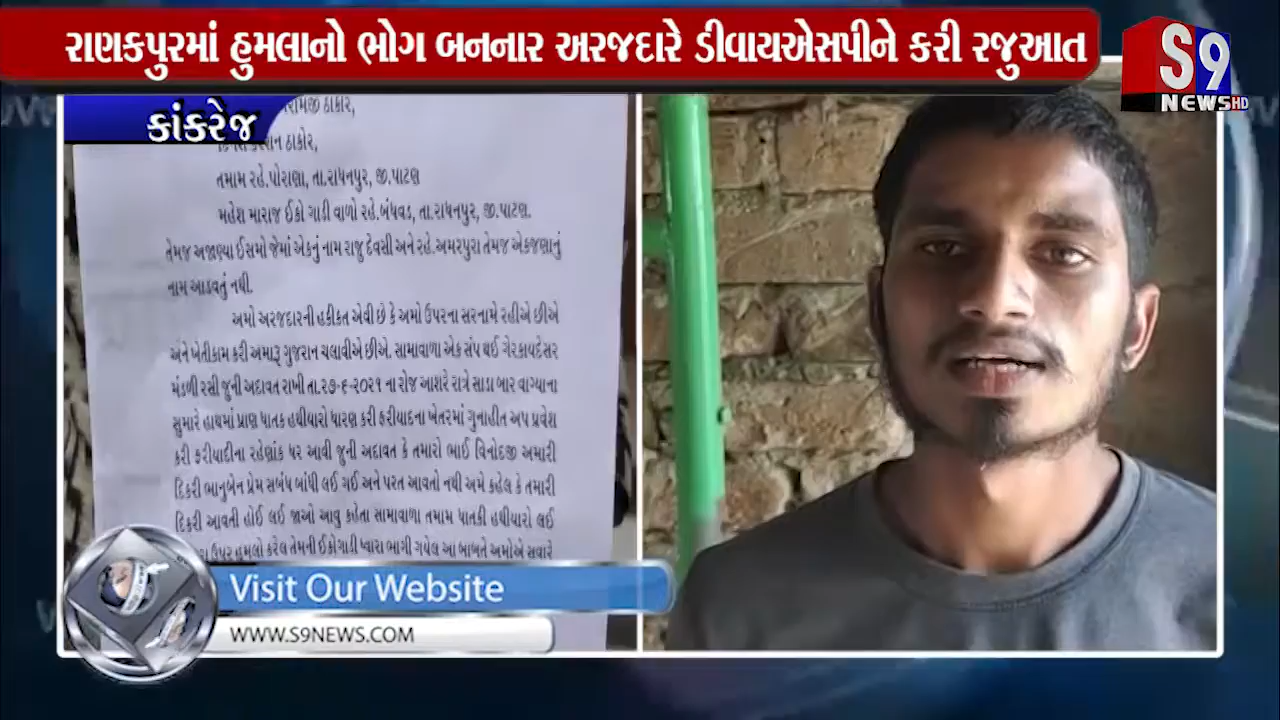 રાણકપુરમાં હુમલાનો ભોગ બનનાર અરજદારે ડીવાયએસપીને કરી રજુઆત
S9
NEWS HD
કાંકરેજ
ઠાકોર,
ઠાકોર,
તમામ રહે.પોરાણા, તા.રાધનપુર, જી.પાટણ
મહેશ મારાજ ઈકો ગાડી વાળો રહે.બંધવડ, તા.રાધનપુર, જી.પાટણ.
તેમજ અજાણ્યા ઈસમો જેમાં એકનું નામ રાજુ દેવસી અને રહે.અમરપુરા તેમજ એકજણાનું
નામ આડવતું નથી.
અમો અરજદારની હકીકત એવી છે કે અમો ઉપરના સરનામે રહીએ છીએ
અને ખેતીકામ કરી અમારૂ ગુજરાન ચલાવીએ છીએ. સામાવાળા એક સંપ થઈ ગેરકાયદેસર
મંડળી રસી જુની અદાવત રાખી તા.૨૭-૬-૨૦૨૧ ના રોજ આશરે રાત્રે સાડા બાર વાગ્યાના
સુમારે હાથમાં પ્રાણ ઘાતક હથીયારો ધારણ કરી ફરીયાદના ખેતરમાં ગુનાહીત અપ પ્રવેશ
કરી ફરીયાદીના રહેણાંક ઘર આવી જુની અદાવત કે તમારો ભાઈ વિનોદજી અમારી
દિકરી ભાનુબેન પ્રેમ સબંધ બાંધી લઈ ગઈ અને પરત આવતો નથી અમે કહેલ કે તમારી
દિકરી આવતી હોઈ લઈ જાઓ આવુ કહેતા સામાવાળા તમામ ઘાતકી હથીયારો લઈ
ઉપર હુમલો કરેલ તેમની ઈકોગાડી ધ્વારા ભાગી ગયેલ આ બાબતે અમોએ સવારે
Visit Our Website
WWW.S9NEWS.COM